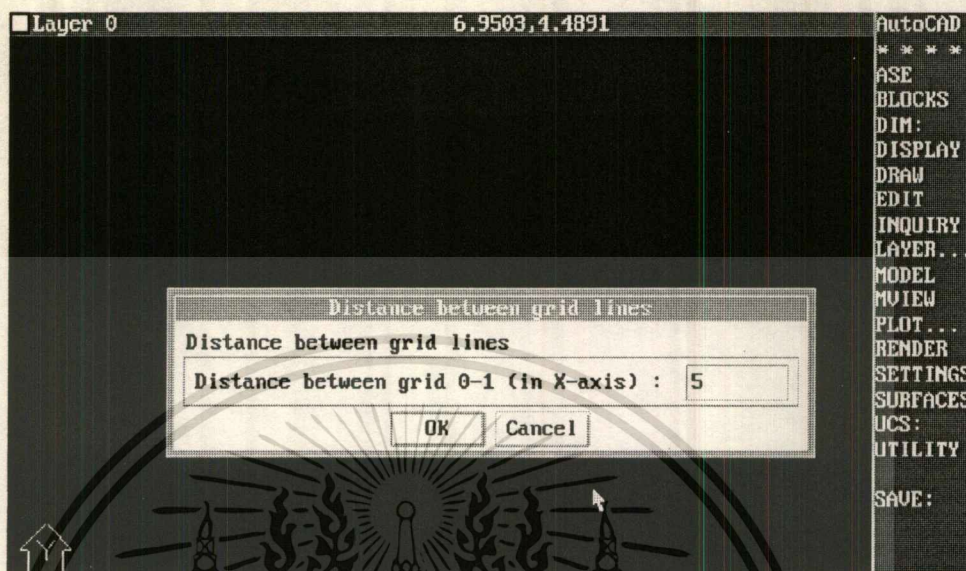 Layer 0
6.9503,4.4891
AutoCAD
* * * *
ASE
BLOCKS
DIM:
DISPLAY
DRAW
EDIT
INQUIRY
LAYER...
MODEL
MVIEW
PLOT...
RENDER
SETTINGS
SURFACES
UCS:
UTILITY
SAVE:
Distance between grid lines
Distance between grid lines
Distance between grid 0-1 (in X-axis) : 5
OK Cancel